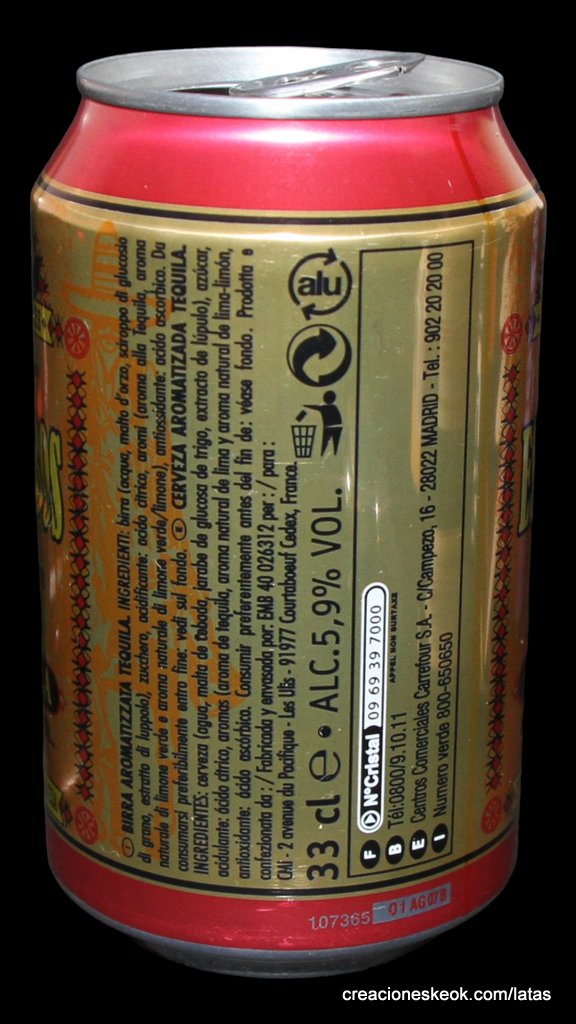 BIRRA AROMATIZZATA TEQUILA. INGREDIENTI: birra (acqua, malto d'orzo, sciroppo di glucosio
di grano, estratto di luppolo), zucchero, acidificante: acido citrico, aromi (aroma alla Tequila, aroma
naturale di limone verde e aroma naturale di limone verde/limone), antiossidante: acido ascorbico. Da
consumarsi preferibilmente entro fine: vedi sul fondo. E CERVEZA AROMATIZADA TEQUILA.
INGREDIENTES: cerveza (agua, malta de cebada, jarabe de glucosa de trigo, extracto de lúpulo), azúcar,
acidulante: ácido cítrico, aromas (aroma de tequila, aroma natural de lima y aroma natural de lima-limón,
antioxidante: ácido ascórbico. Consumir preferentemente antes del fin de: véase fondo. Prodotta e
confezionata da :/ Fabricada y envasada por: EMB 40 026312 per :/ para :
CMU - 2 avenue du Pacifique - Les Ulis - 91977 Courtaboeuf Cedex, France.
33 cl e • ALC.5,9% VOL.
alu
F N°Cristal 09 69 39 7000
APPEL NON SURTAXE
B Tél:0800/9.10.11
E Centros Comerciales Carrefour S.A. - C/Campezo, 16 - 28022 MADRID - Tel. : 902 20 20 00
I Numero verde 800-650650
107365 01 AG 07 B
creacioneskeok.com/latas